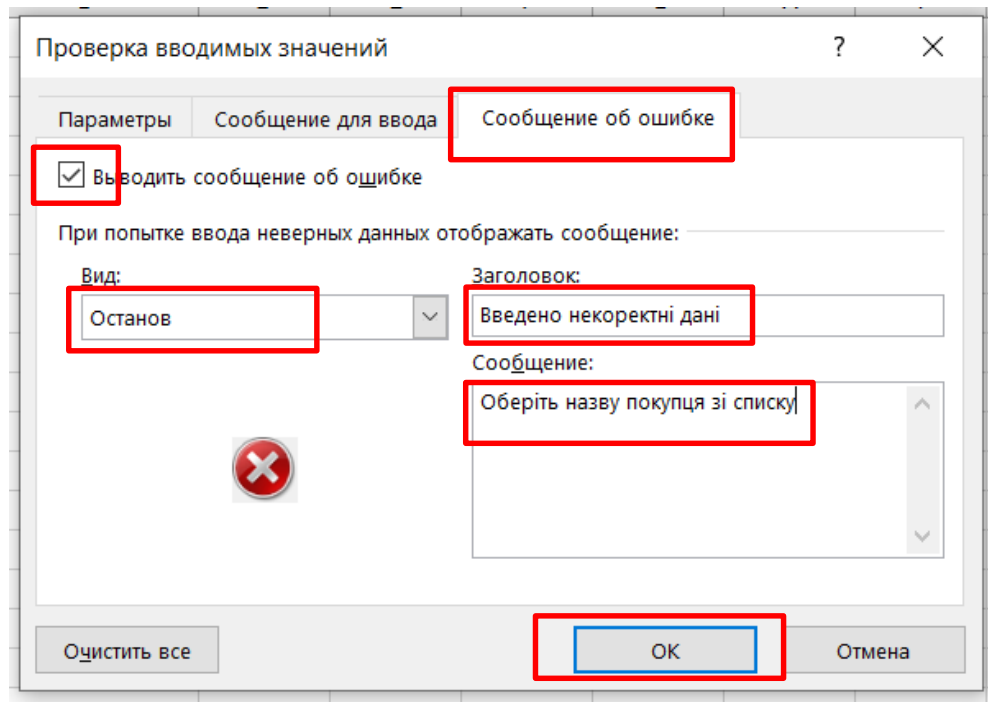 Проверка вводимых значений ?
Параметры Сообщение для ввода Сообщение об ошибке
Выводить сообщение об ошибке
При попытке ввода неверных данных отображать сообщение:
Вид: Заголовок:
Останов Введено некоректні дані
Сообщение:
Оберіть назву покупця зі списку
Очистить все ОК Отмена